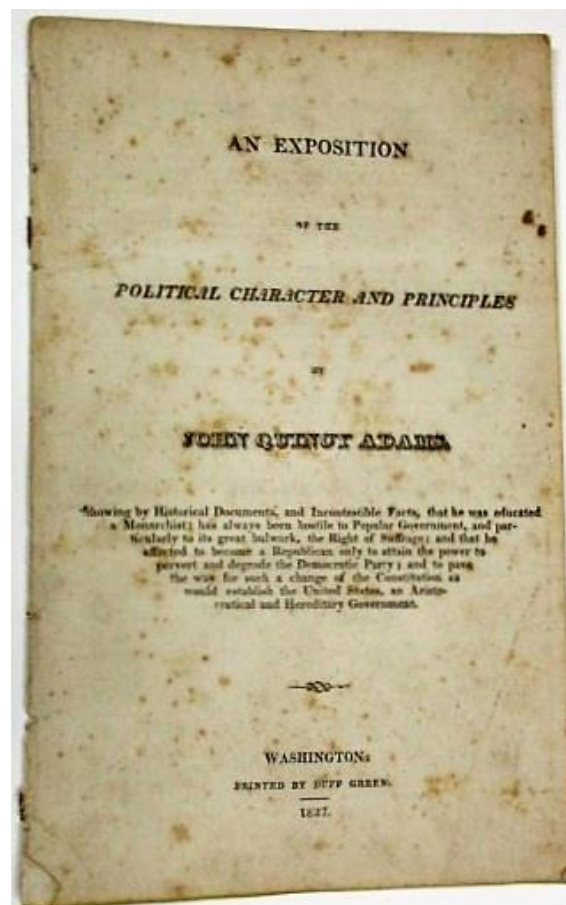 AN EXPOSITION
OF THE
POLITICAL CHARACTER AND PRINCIPLES
OF
JOHN QUINCY ADAMS.
Showing by Historical Documents, and Incontestible Facts, that he was educated
a Monarchist; has always been hostile to Popular Government, and par-
ticularly to its great bulwark, the Right of Suffrage; and that he
affected to become a Republican only to attain the power to
pervert and degrade the Democratic Party; and to pave
the way for such a change of the Constitution as
would establish the United States, an Aristo-
cratical and Hereditary Government.
WASHINGTON:
PRINTED BY DUFF GREEN.
1827.